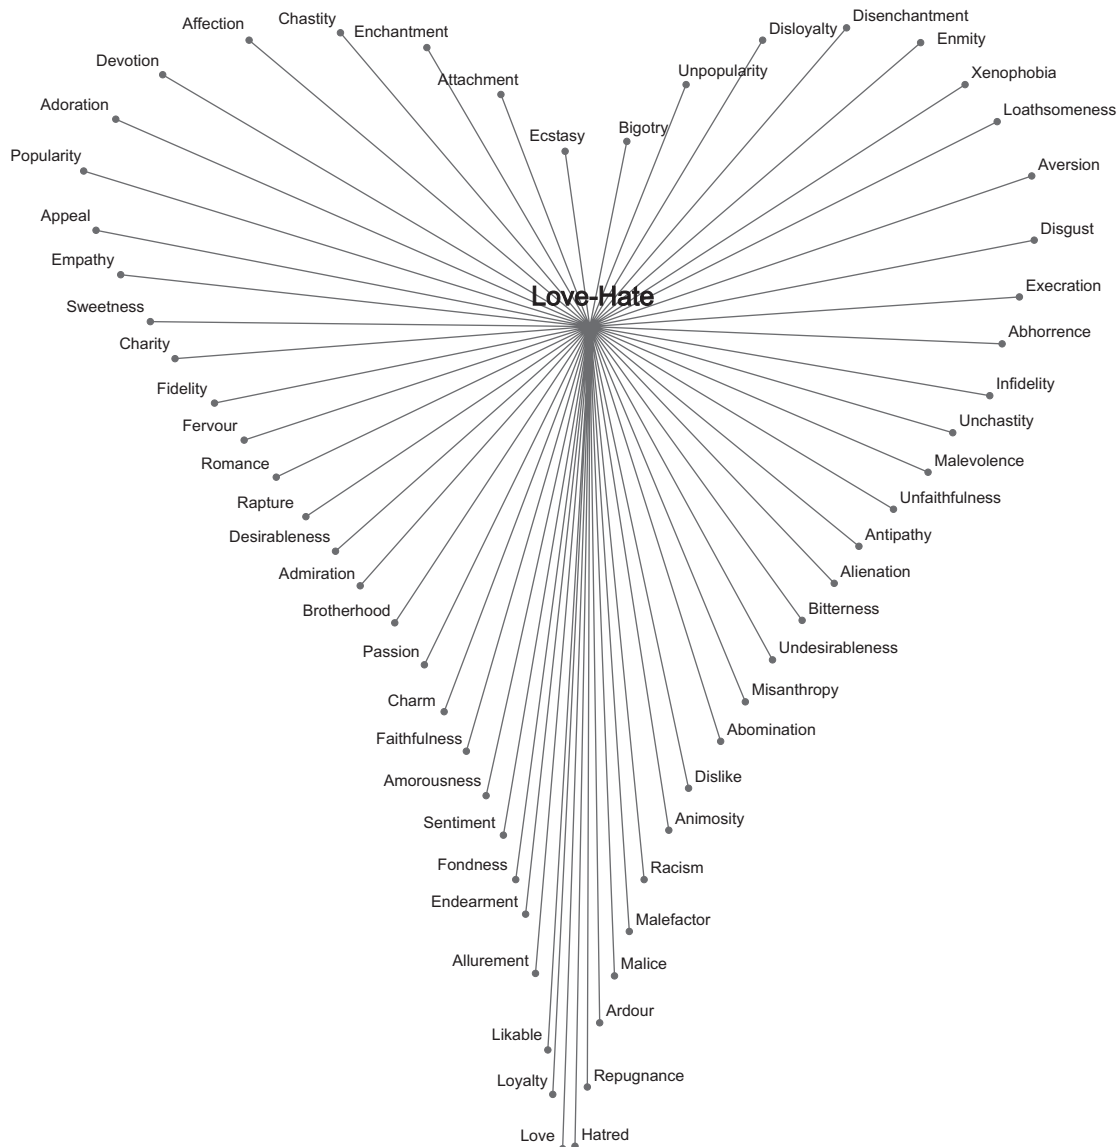 Disenchantment
Chastity
Affection
Disloyalty
Enchantment
Enmity
Devotion
Unpopularity
Xenophobia
Attachment
Adoration
Loathsomeness
Bigotry
Ecstasy
Popularity
Aversion
Appeal
Disgust
Empathy
Execration
Love-Hate
Sweetness
Abhorrence
Charity
Infidelity
Fidelity
Unchastity
Fervour
Malevolence
Romance
Unfaithfulness
Rapture
Antipathy
Desirableness
Alienation
Admiration
Bitterness
Brotherhood
Undesirableness
Passion
Misanthropy
Charm
Abomination
Faithfulness
Dislike
Amorousness
Animosity
Sentiment
Racism
Fondness
Endearment
Malefactor
Allurement
Malice
Ardour
Likable
Repugnance
Loyalty
Love
Hatred